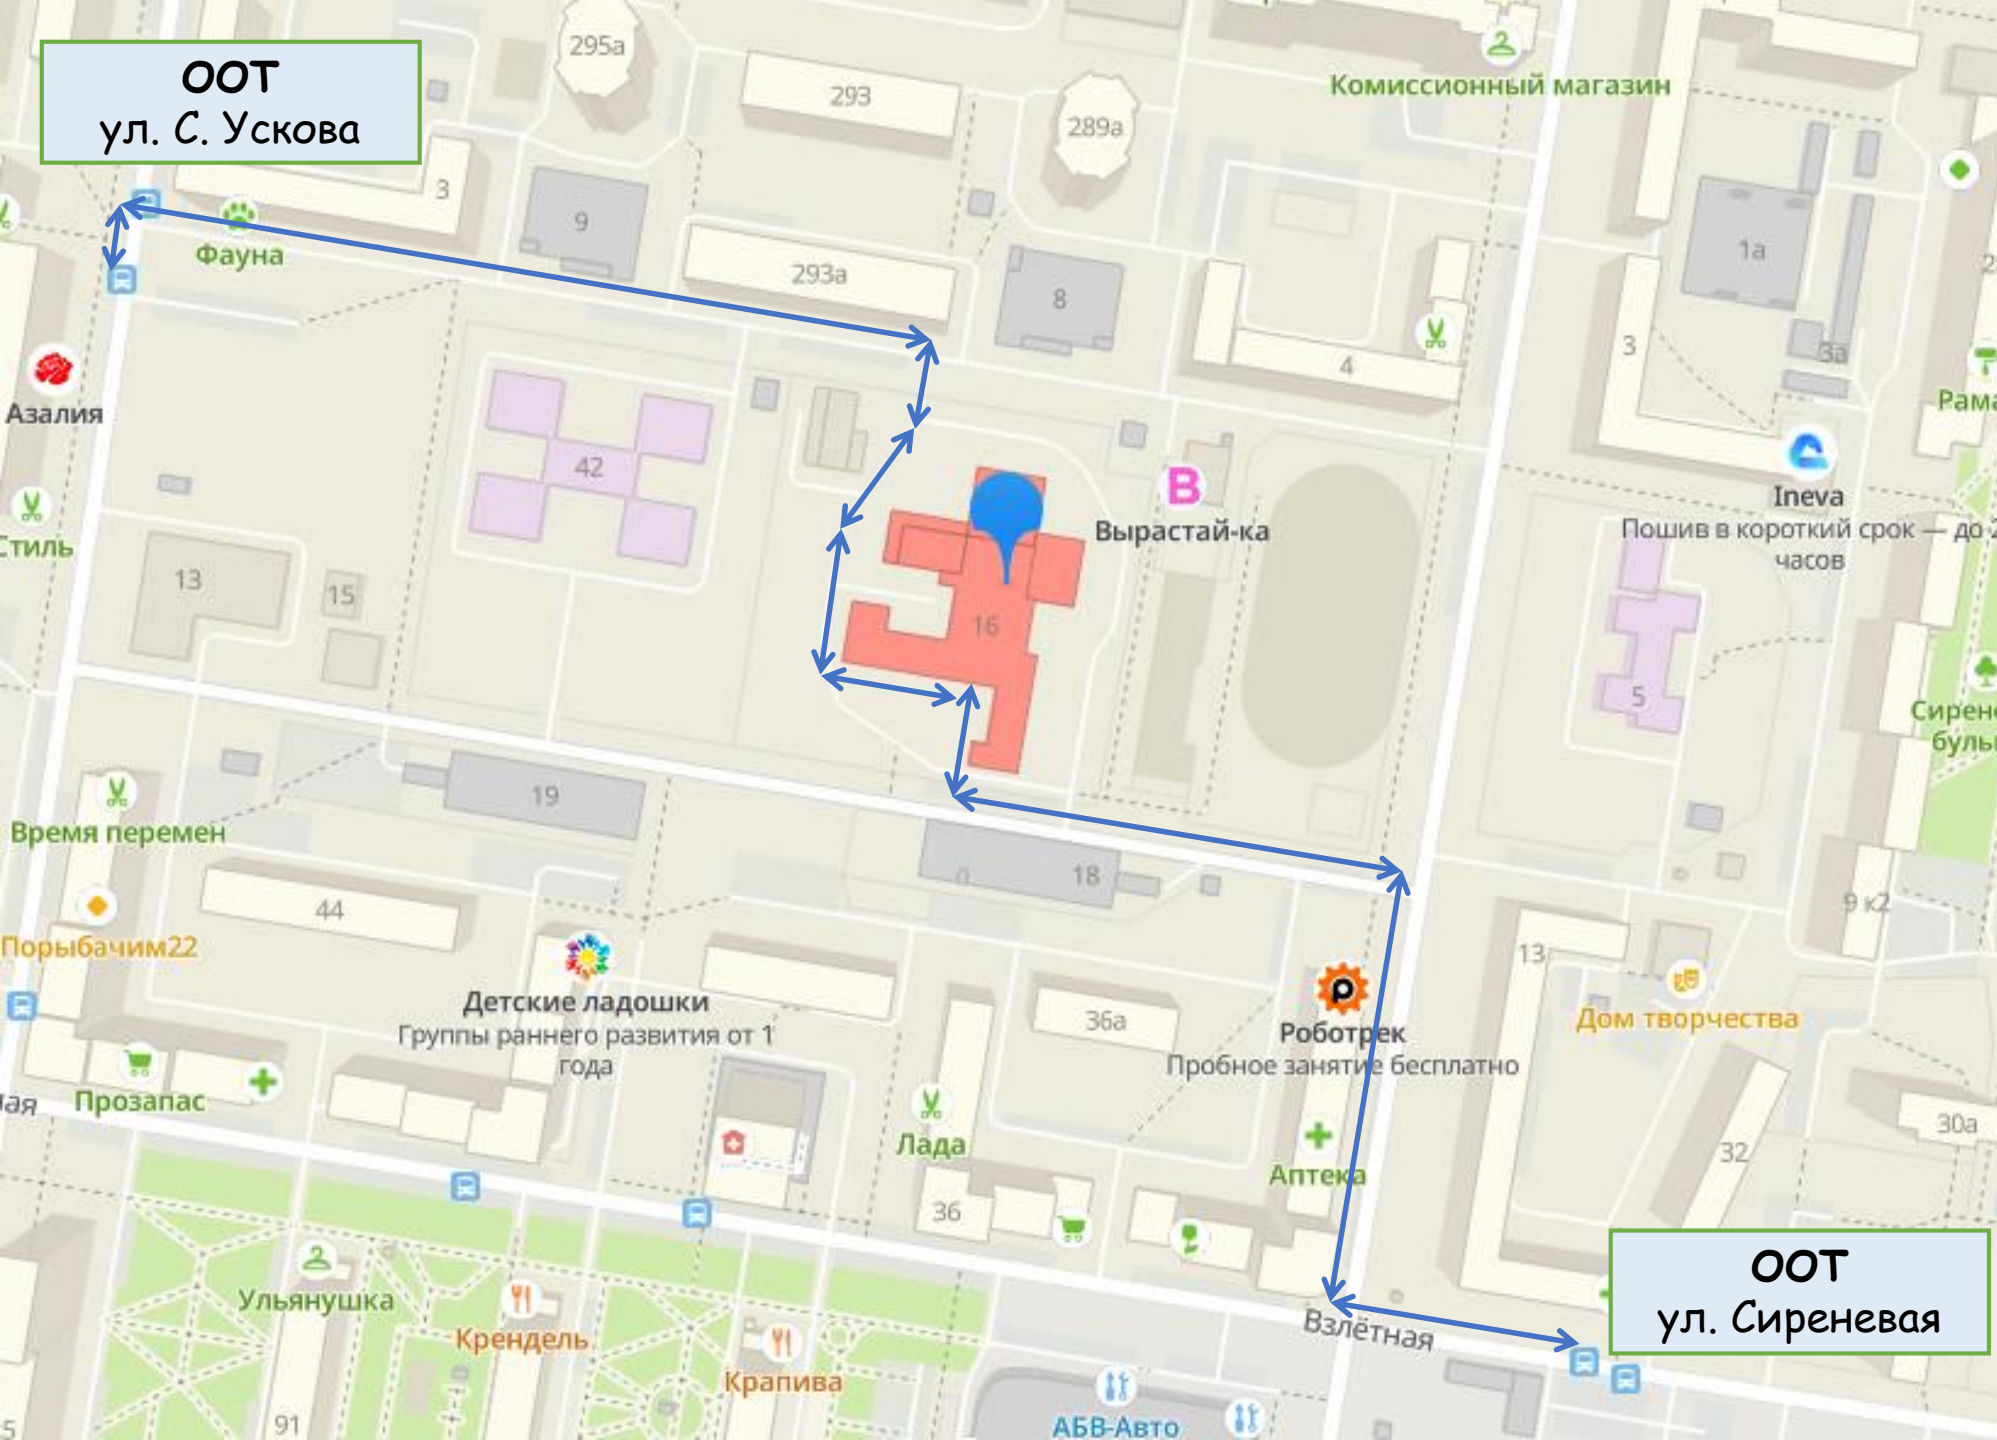 ООТ
ул. С. Ускова
295а
293
289а
Комиссионный магазин
3
9
Фауна
293а
8
1а
4
3
3а
Азалия
42
Рама
Ineva
Пошив в короткий срок — до 2
часов
В
Вырастай-ка
Стиль
13
15
16
5
Сирене
буль
19
Время перемен
18
44
9 к2
Порыбачим22
13
Детские ладошки
Группы раннего развития от 1
года
36а
Роботрек
Пробное занятие бесплатно
Дом творчества
ная
Прозапас
Лада
Аптека
32
30а
36
ООТ
ул. Сиреневая
Ульянушка
Крендель
Взлётная
Крапива
АБВ-Авто
91
5